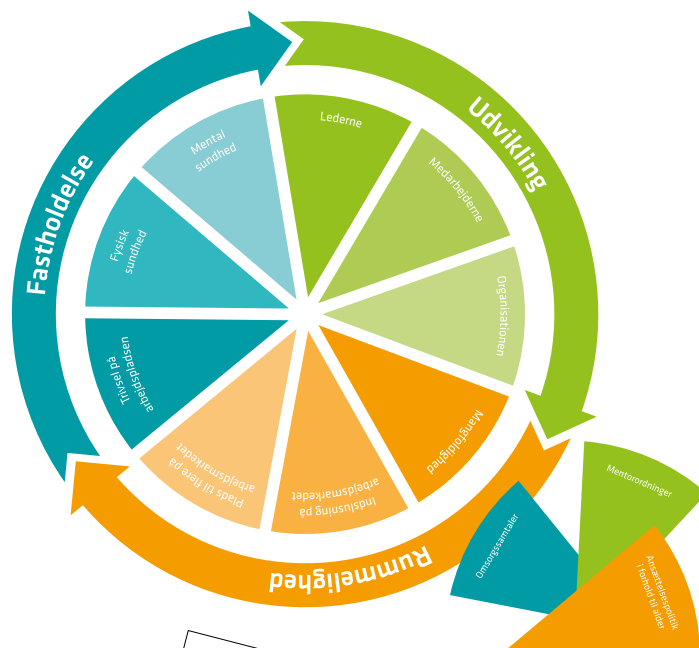 Udvikling
Lederne
Medarbejderne
Organisationen
Rummelighed
Mangfoldighed
Indslusning på
arbejdsmarkedet
Plads til flere på
arbejdsmarkedet
Fastholdelse
Trivsel på
arbejdspladsen
Fysisk
sundhed
Mental
sundhed
Omsorgssamtaler
Mentorordninger
Ansættelsespolitik
i forhold til alder